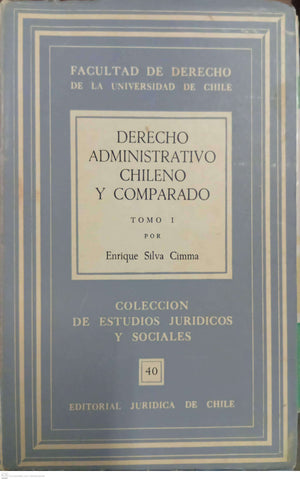 FACULTAD DE DERECHO
DE LA UNIVERSIDAD DE CHILE
DERECHO
ADMINISTRATIVO
CHILENO
Y COMPARADO
TOMO I
POR
Enrique Silva Cimma
COLECCION
DE ESTUDIOS JURIDICOS
Y SOCIALES
40
EDITORIAL JURIDICA DE CHILE